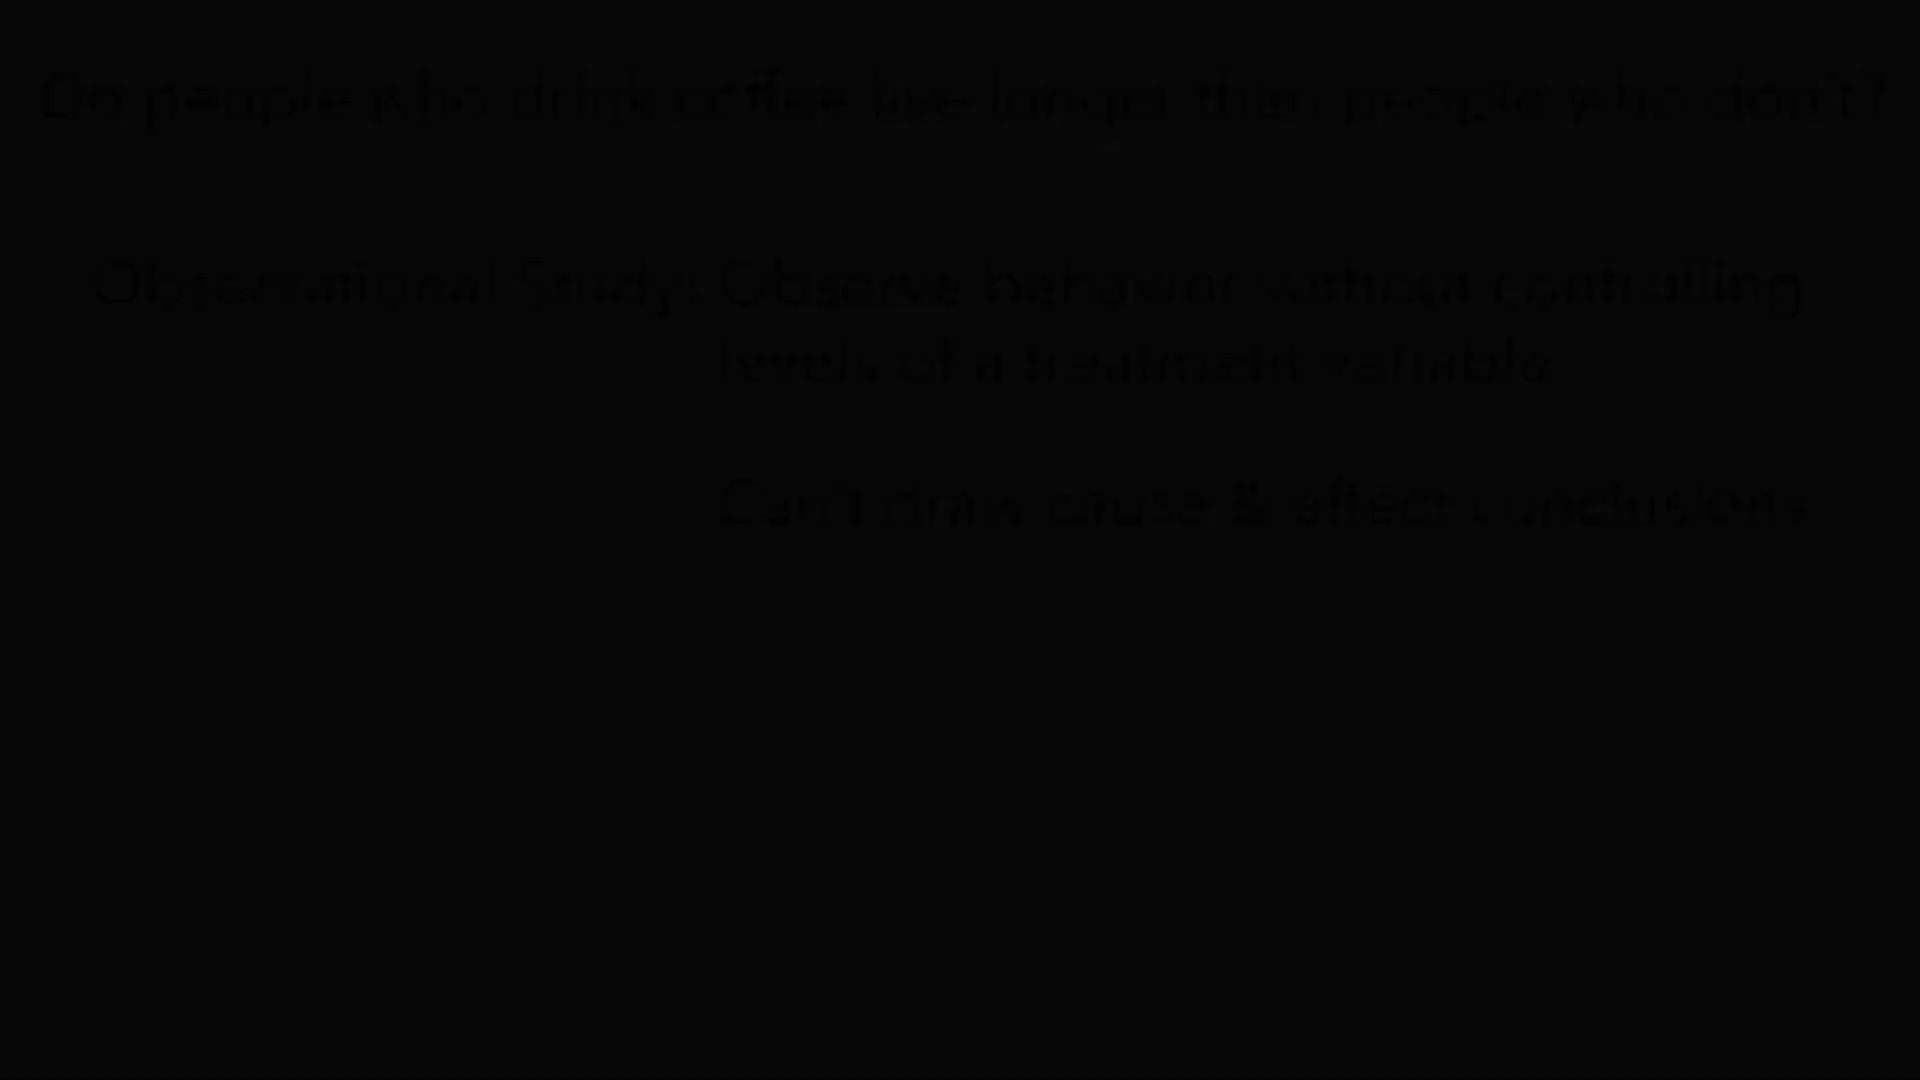 Do people who drink coffee live longer than people who don't?
Observational Study: Observe behavior without controlling
levels of a treatment variable
Can't draw cause & effect conclusions